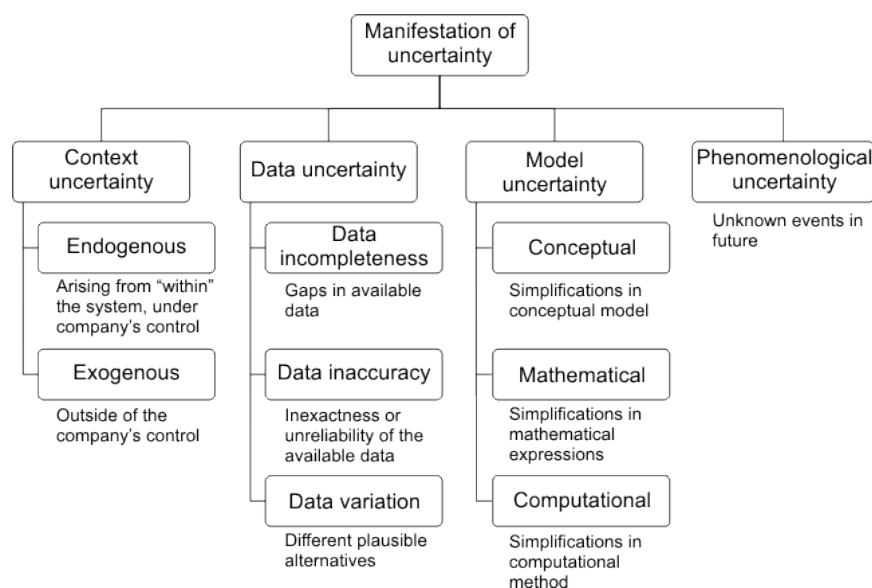 Manifestation of
uncertainty
Context
uncertainty
Endogenous
Arising from “within”
the system, under
company’s control
Exogenous
Outside of the
company’s control
Data uncertainty
Data
incompleteness
Gaps in available
data
Data inaccuracy
Inexactness or
unreliability of the
available data
Data variation
Different plausible
alternatives
Model
uncertainty
Conceptual
Simplifications in
conceptual model
Mathematical
Simplifications in
mathematical
expressions
Computational
Simplifications in
computational
method
Phenomenological
uncertainty
Unknown events in
future